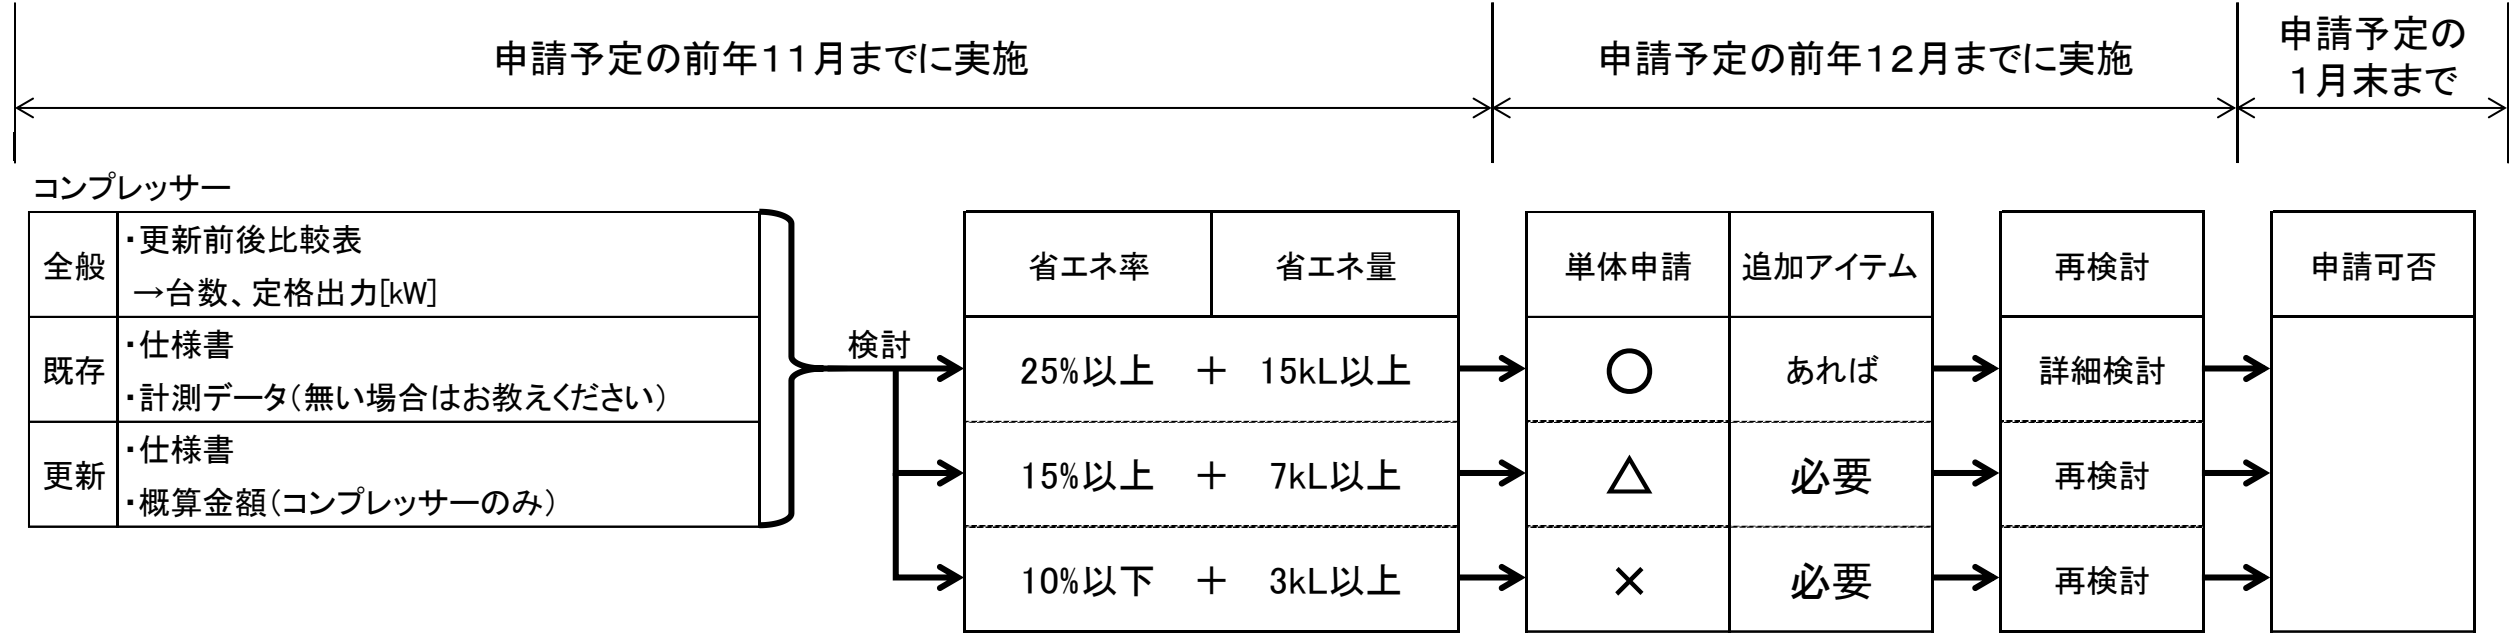 申請予定の前年11月までに実施
申請予定の前年12月までに実施
申請予定の
1月末まで
コンプレッサー
全般
・更新前後比較表
→台数、定格出力[kW]
既存
・仕様書
・計測データ（無い場合はお教えください）
更新
・仕様書
・概算金額（コンプレッサーのみ）
検討
省エネ率 省エネ量
25%以上 ＋ 15kL以上
15%以上 ＋ 7kL以上
10%以下 ＋ 3kL以上
単体申請 追加アイテム
○ あれば
△ 必要
× 必要
再検討
詳細検討
再検討
再検討
申請可否